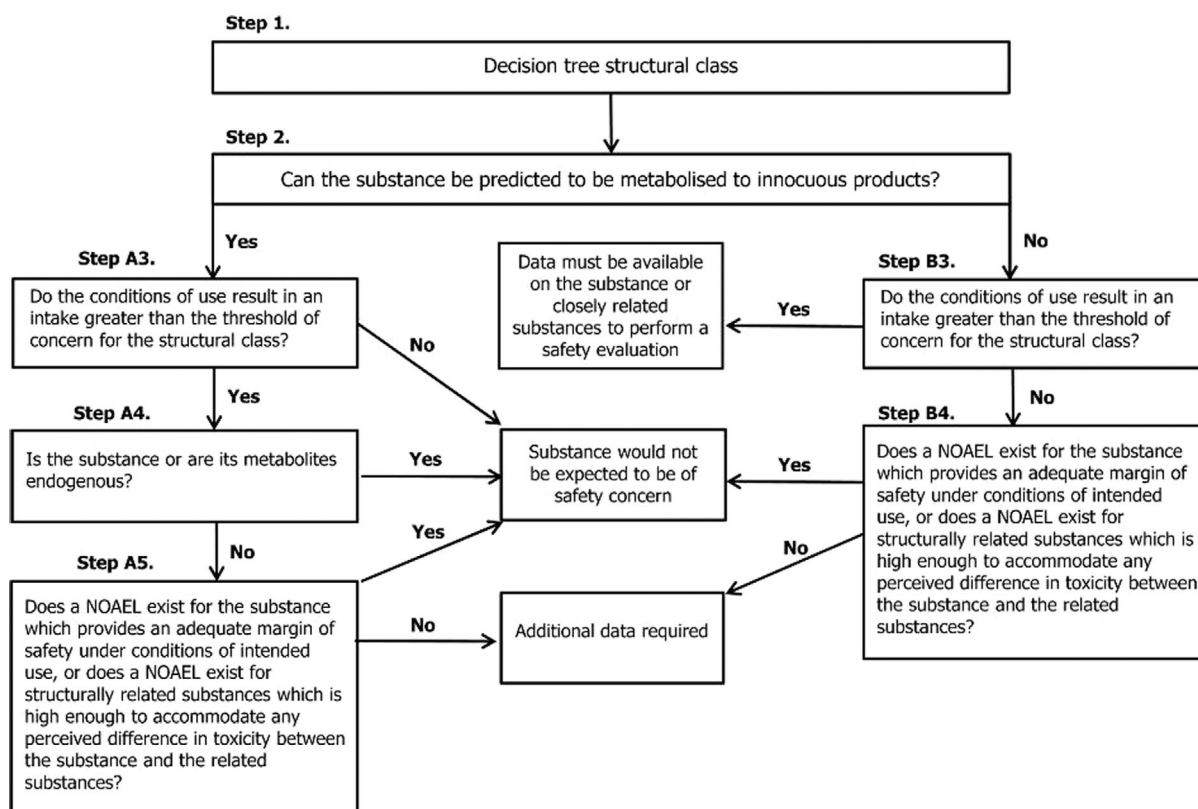 Step 1.
Decision tree structural class
Step 2.
Can the substance be predicted to be metabolised to innocuous products?
Yes
No
Step A3.
Do the conditions of use result in an
intake greater than the threshold of
concern for the structural class?
Data must be available
on the substance or
closely related
substances to perform a
safety evaluation
Yes
Step B3.
Do the conditions of use result in an
intake greater than the threshold of
concern for the structural class?
No
Yes
No
Step A4.
Is the substance or are its metabolites
endogenous?
Yes
Substance would not
be expected to be of
safety concern
Yes
Step B4.
Does a NOAEL exist for the substance
which provides an adequate margin of
safety under conditions of intended
use, or does a NOAEL exist for
structurally related substances which is
high enough to accommodate any
perceived difference in toxicity between
the substance and the related
substances?
No
Yes
No
Step A5.
Does a NOAEL exist for the substance
which provides an adequate margin of
safety under conditions of intended
use, or does a NOAEL exist for
structurally related substances which is
high enough to accommodate any
perceived difference in toxicity between
the substance and the related
substances?
No
Additional data required